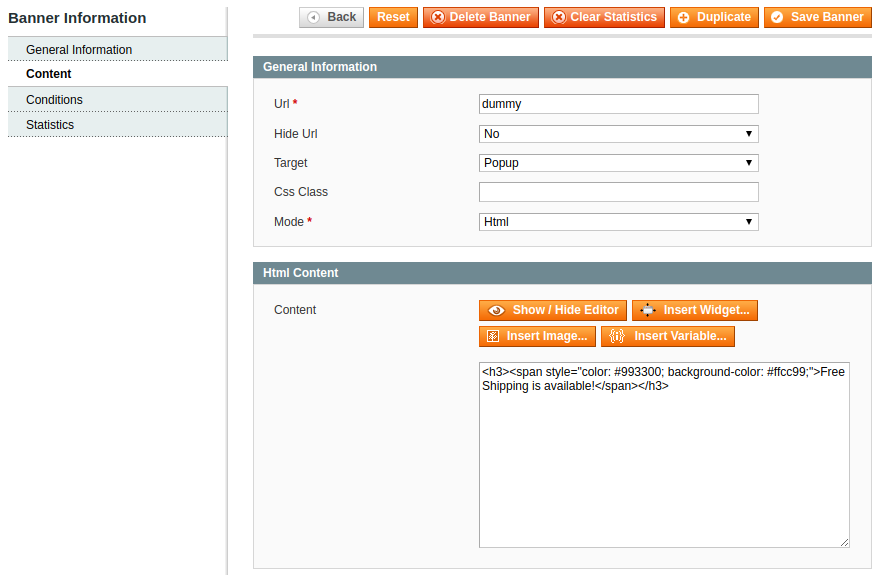 Banner Information
General Information
Content
Conditions
Statistics
Back Reset Delete Banner Clear Statistics Duplicate Save Banner
General Information
Url * dummy
Hide Url No
Target Popup
Css Class
Mode * Html
Html Content
Content Show / Hide Editor Insert Widget...
Insert Image... Insert Variable...
<h3><span style="color: #993300; background-color: #ffcc99;">Free
Shipping is available!</span></h3>